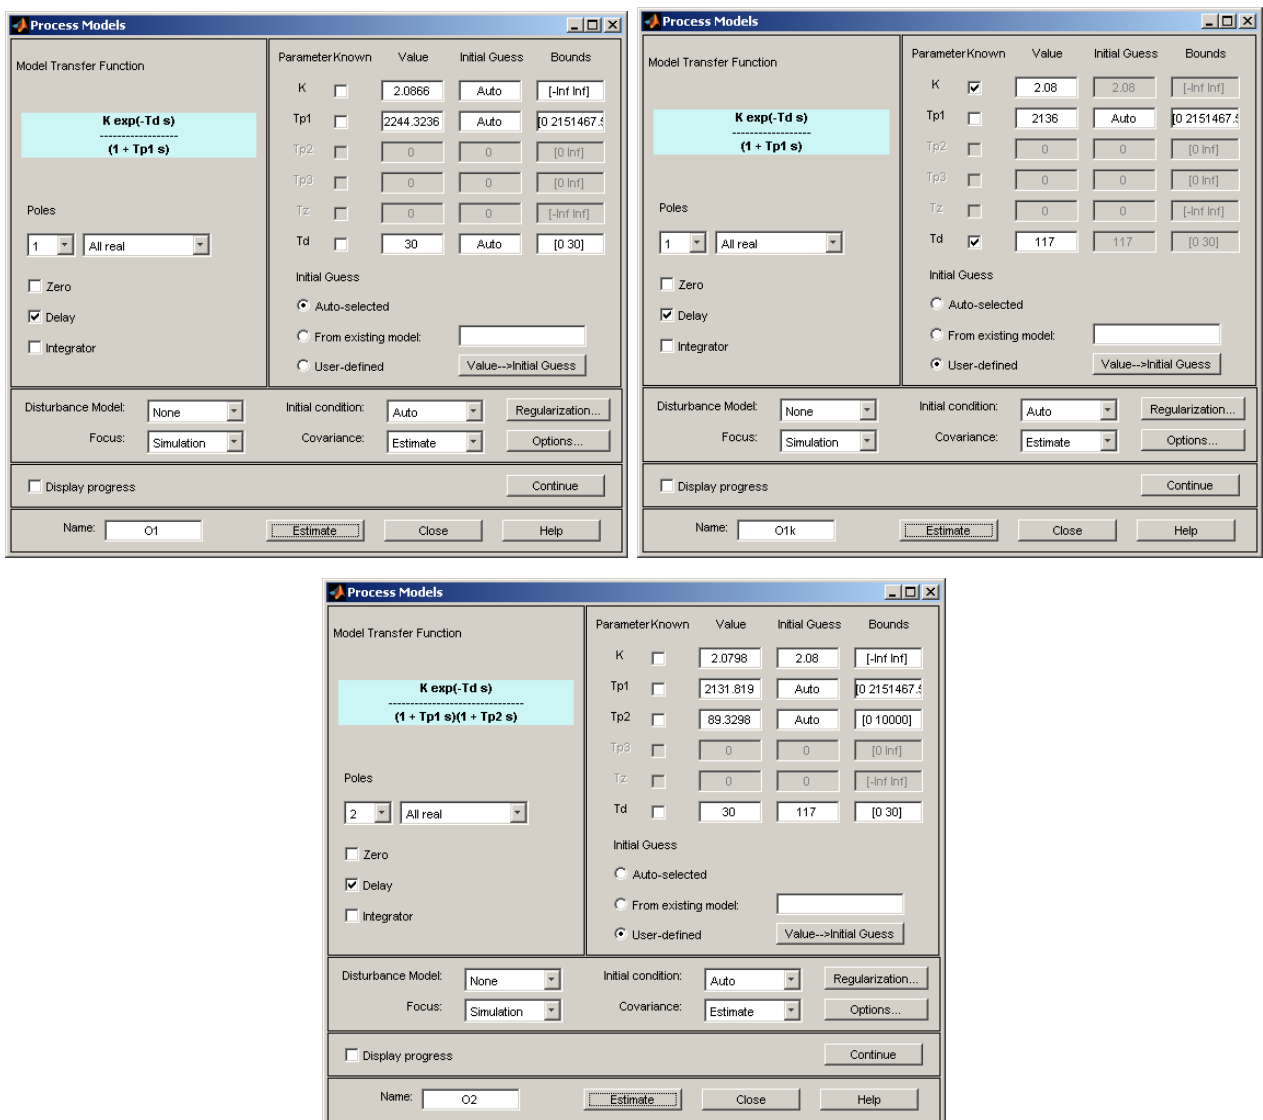 Process Models
Model Transfer Function
K exp(-Td s)
-------------------
(1 + Tp1 s)
Poles
1 All real
Zero
Delay
Integrator
Parameter Known Value Initial Guess Bounds
K 2.0866 Auto [-Inf Inf]
Tp1 2244.3236 Auto [0 2151467.5
Tp2 0 0 [0 Inf]
Tp3 0 0 [0 Inf]
Tz 0 0 [-Inf Inf]
Td 30 Auto [0 30]
Initial Guess
Auto-selected
From existing model:
User-defined Value-->Initial Guess
Disturbance Model: None Initial condition: Auto Regularization...
Focus: Simulation Covariance: Estimate Options...
Display progress Continue
Name: O1 Estimate Close Help
Process Models
Model Transfer Function
K exp(-Td s)
-------------------
(1 + Tp1 s)
Poles
1 All real
Zero
Delay
Integrator
Parameter Known Value Initial Guess Bounds
K 2.08 2.08 [-Inf Inf]
Tp1 2136 Auto [0 2151467.5
Tp2 0 0 [0 Inf]
Tp3 0 0 [0 Inf]
Tz 0 0 [-Inf Inf]
Td 117 117 [0 30]
Initial Guess
Auto-selected
From existing model:
User-defined Value-->Initial Guess
Disturbance Model: None Initial condition: Auto Regularization...
Focus: Simulation Covariance: Estimate Options...
Display progress Continue
Name: O1k Estimate Close Help
Process Models
Model Transfer Function
K exp(-Td s)
-------------------------------
(1 + Tp1 s)(1 + Tp2 s)
Poles
2 All real
Zero
Delay
Integrator
Parameter Known Value Initial Guess Bounds
K 2.0798 2.08 [-Inf Inf]
Tp1 2131.819 Auto [0 2151467.5
Tp2 89.3298 Auto [0 10000]
Tp3 0 0 [0 Inf]
Tz 0 0 [-Inf Inf]
Td 30 117 [0 30]
Initial Guess
Auto-selected
From existing model:
User-defined Value-->Initial Guess
Disturbance Model: None Initial condition: Auto Regularization...
Focus: Simulation Covariance: Estimate Options...
Display progress Continue
Name: O2 Estimate Close Help